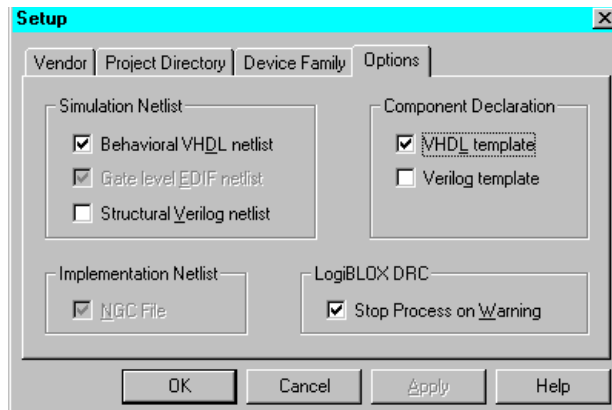 Setup
Vendor Project Directory Device Family Options
Simulation Netlist
Behavioral VHDL netlist
Gate level EDIF netlist
Structural Verilog netlist
Component Declaration
VHDL template
Verilog template
Implementation Netlist
NGC File
LogiBLOX DRC
Stop Process on Warning
OK Cancel Apply Help